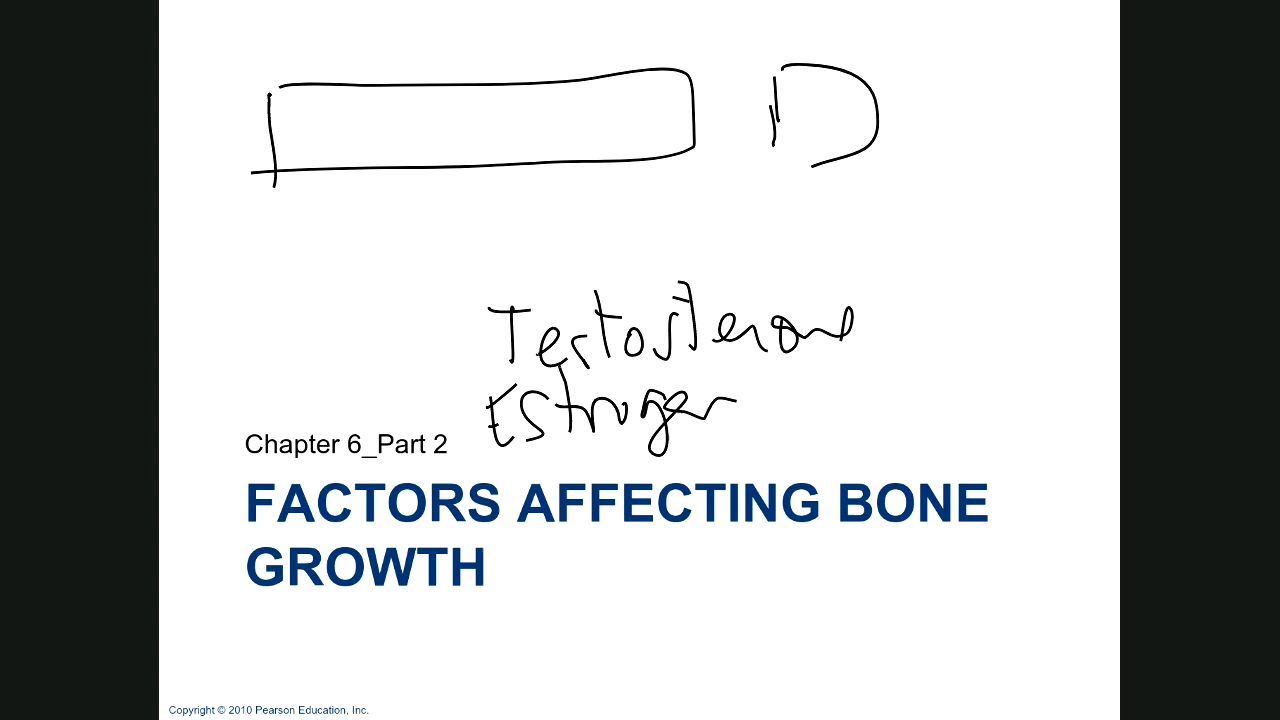 Testosterone
Estrogen
Chapter 6_Part 2
FACTORS AFFECTING BONE
GROWTH
Copyright © 2010 Pearson Education, Inc.